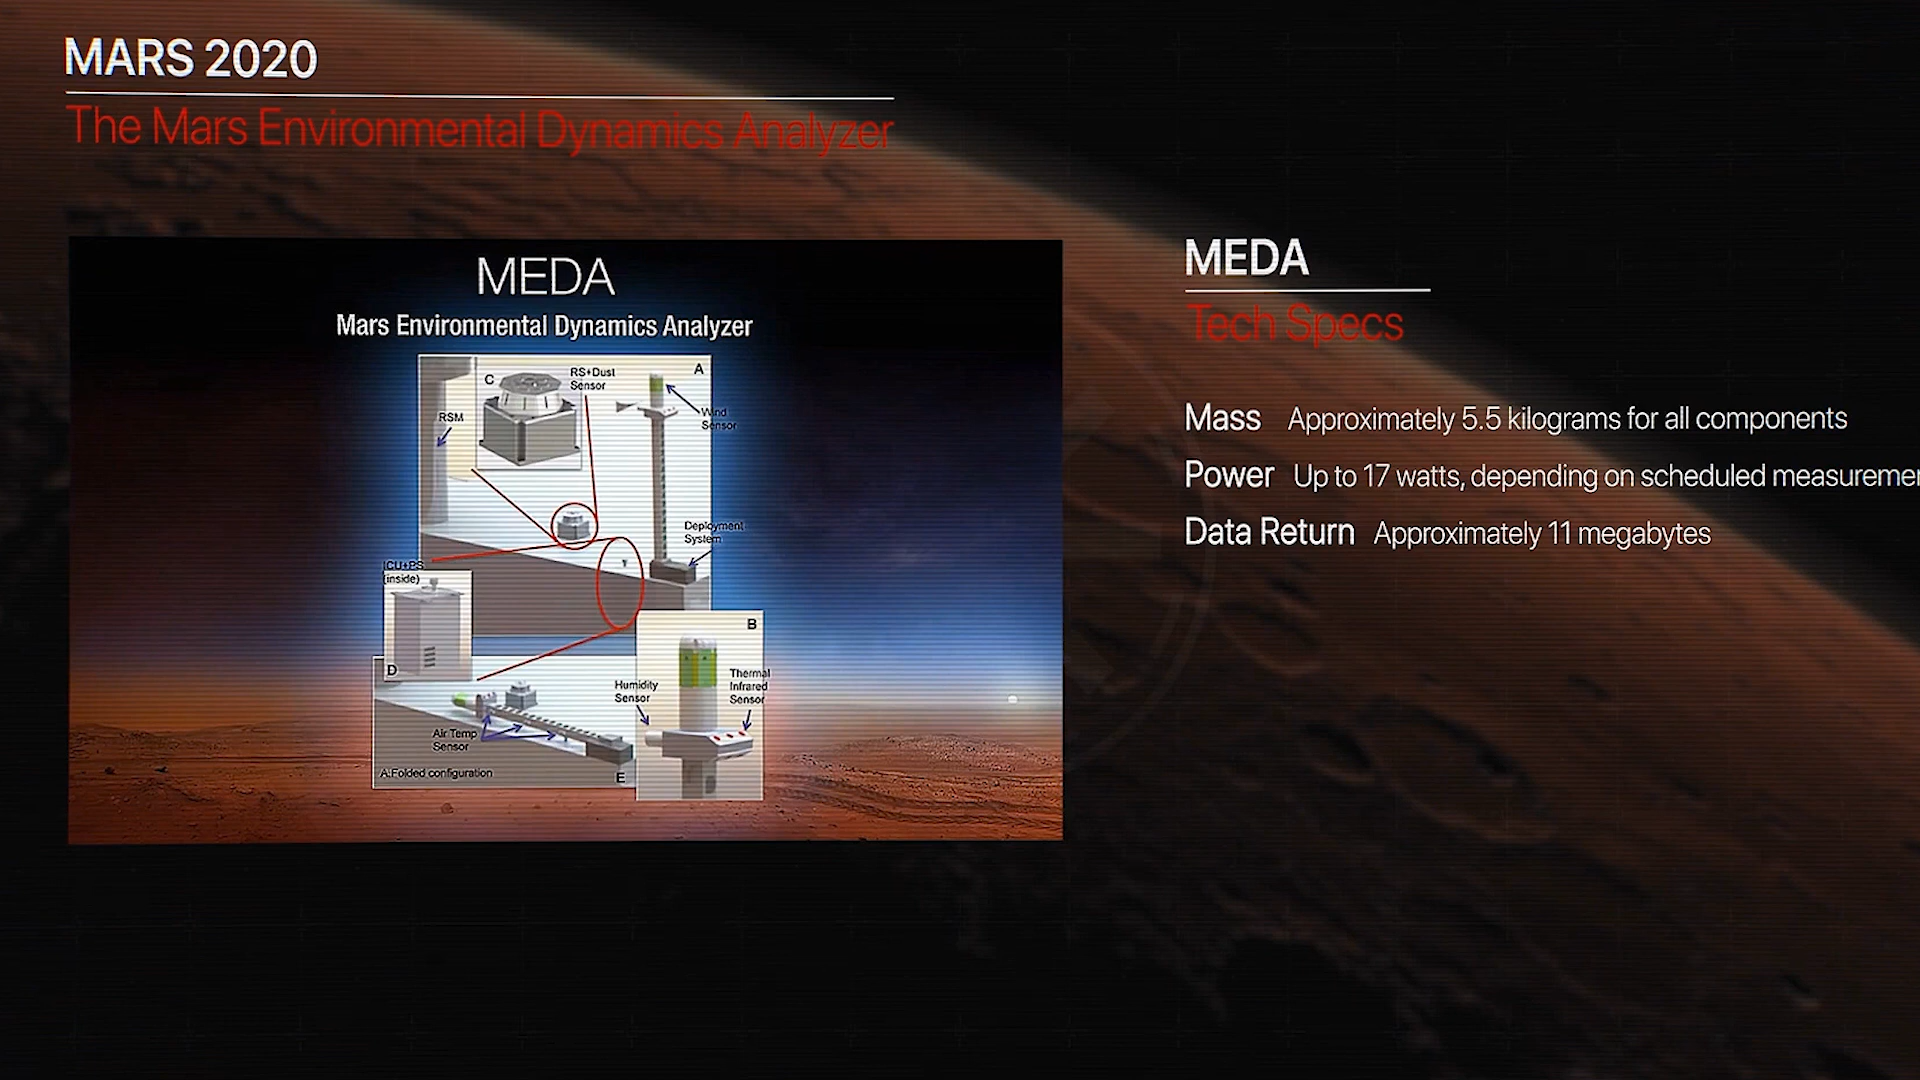 MARS 2020
The Mars Environmental Dynamics Analyzer
MEDA
Mars Environmental Dynamics Analyzer
C
RS+Dust
Sensor
A
RSM
Wind
Sensor
Deployment
System
ICU+PS
(inside)
D
B
Humidity
Sensor
Thermal
Infrared
Sensor
Air Temp
Sensor
A:Folded configuration
E
MEDA
Tech Specs
Mass Approximately 5.5 kilograms for all components
Power Up to 17 watts, depending on scheduled
Data Return Approximately 11 megabytes